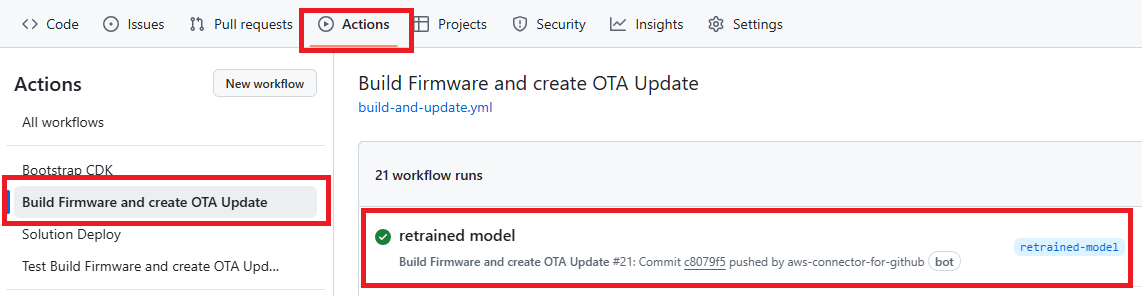 Code Issues Pull requests Actions Projects Security Insights Settings
Actions
New workflow
All workflows
Bootstrap CDK
Build Firmware and create OTA Update
Solution Deploy
Test Build Firmware and create OTA Upd...
Build Firmware and create OTA Update
build-and-update.yml
21 workflow runs
retrained model
Build Firmware and create OTA Update #21: Commit c8079f5 pushed by aws-connector-for-github bot
retrained-model